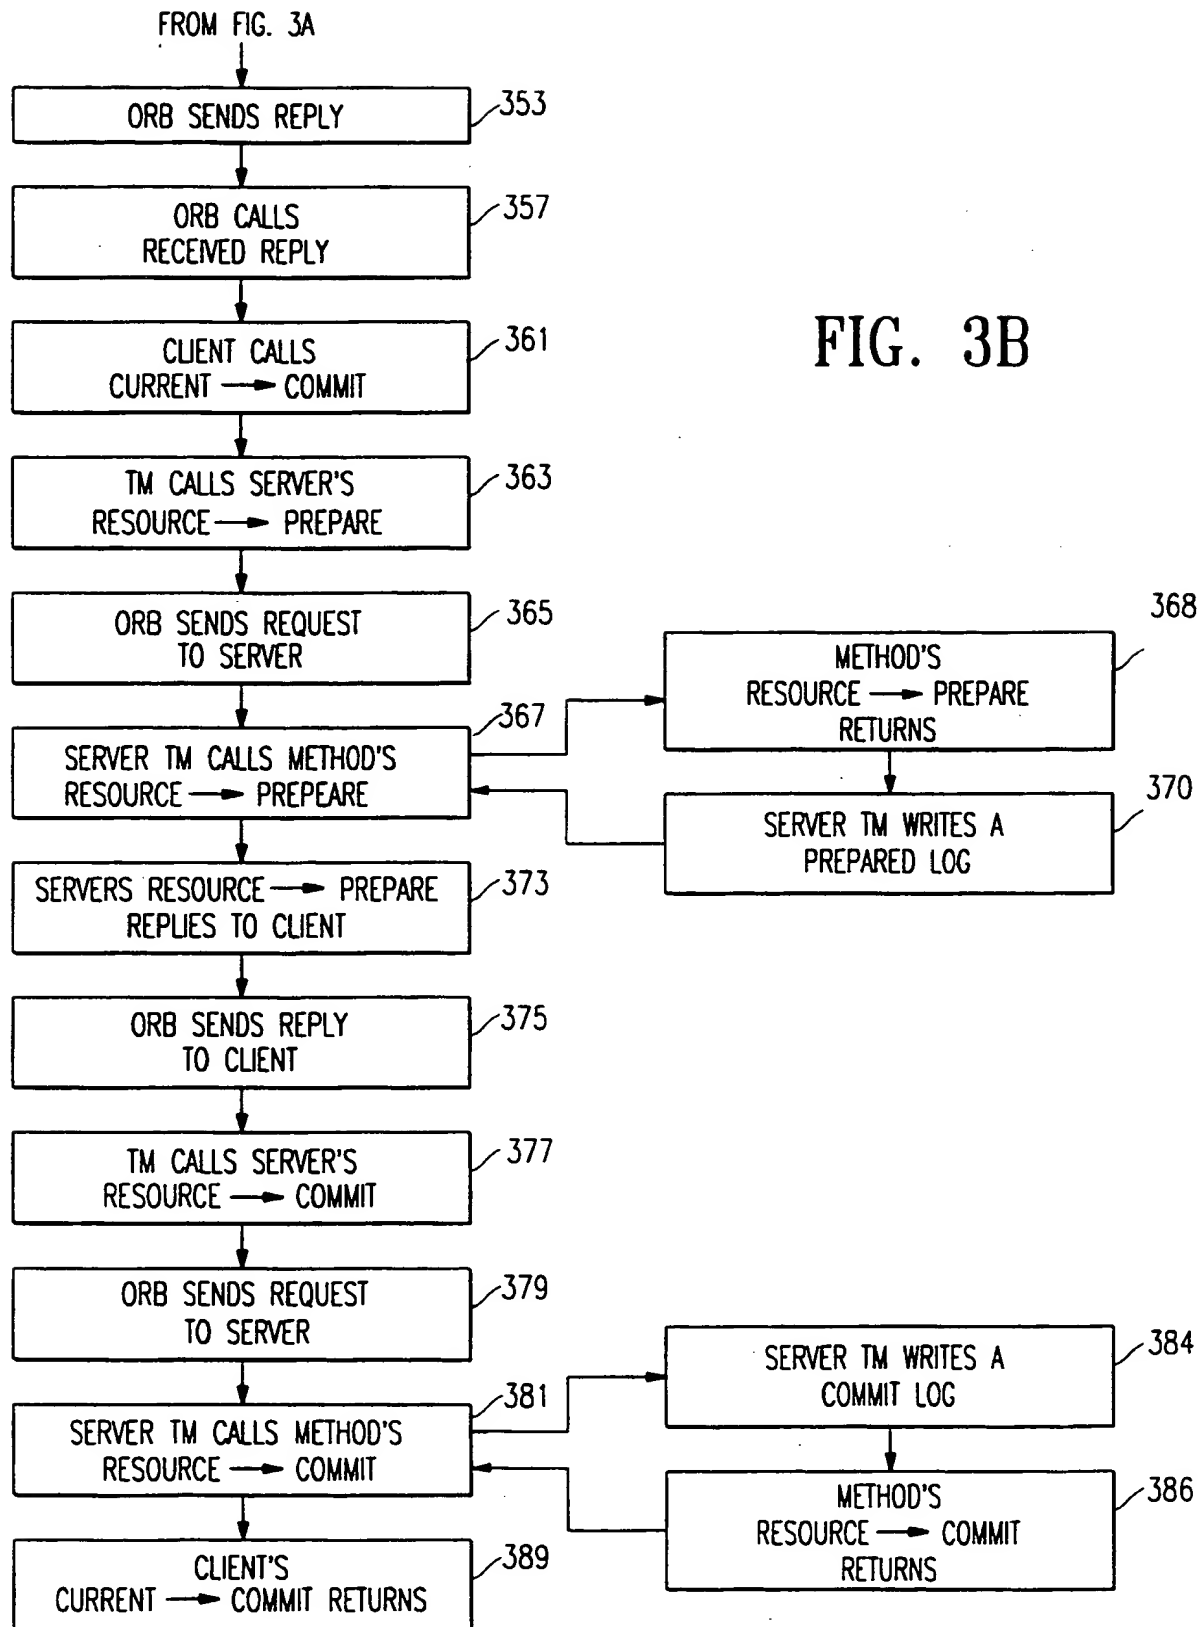 FROM FIG. 3A
ORB SENDS REPLY
353
ORB CALLS
RECEIVED REPLY
357
CLIENT CALLS
CURRENT → COMMIT
361
FIG. 3B
TM CALLS SERVER'S
RESOURCE → PREPARE
363
ORB SENDS REQUEST
TO SERVER
365
SERVER TM CALLS METHOD'S
RESOURCE → PREPEARE
367
METHOD'S
RESOURCE → PREPARE
RETURNS
368
SERVER TM WRITES A
PREPARED LOG
370
SERVERS RESOURCE → PREPARE
REPLIES TO CLIENT
373
ORB SENDS REPLY
TO CLIENT
375
TM CALLS SERVER'S
RESOURCE → COMMIT
377
ORB SENDS REQUEST
TO SERVER
379
SERVER TM CALLS METHOD'S
RESOURCE → COMMIT
381
SERVER TM WRITES A
COMMIT LOG
384
METHOD'S
RESOURCE → COMMIT
RETURNS
386
CLIENT'S
CURRENT → COMMIT RETURNS
389